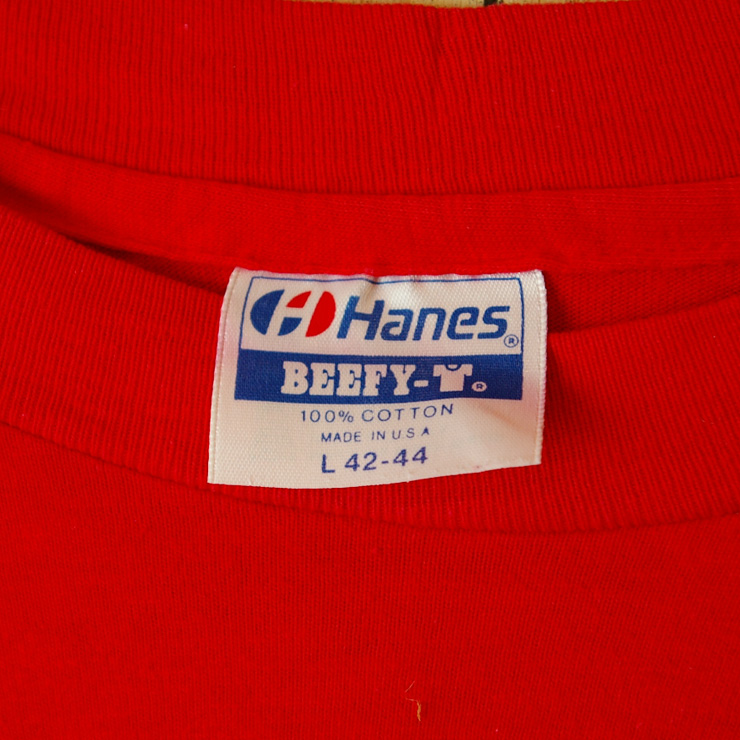 Hanes®
BEEFY-®
100% COTTON
MADE IN U.S.A
L 42-44